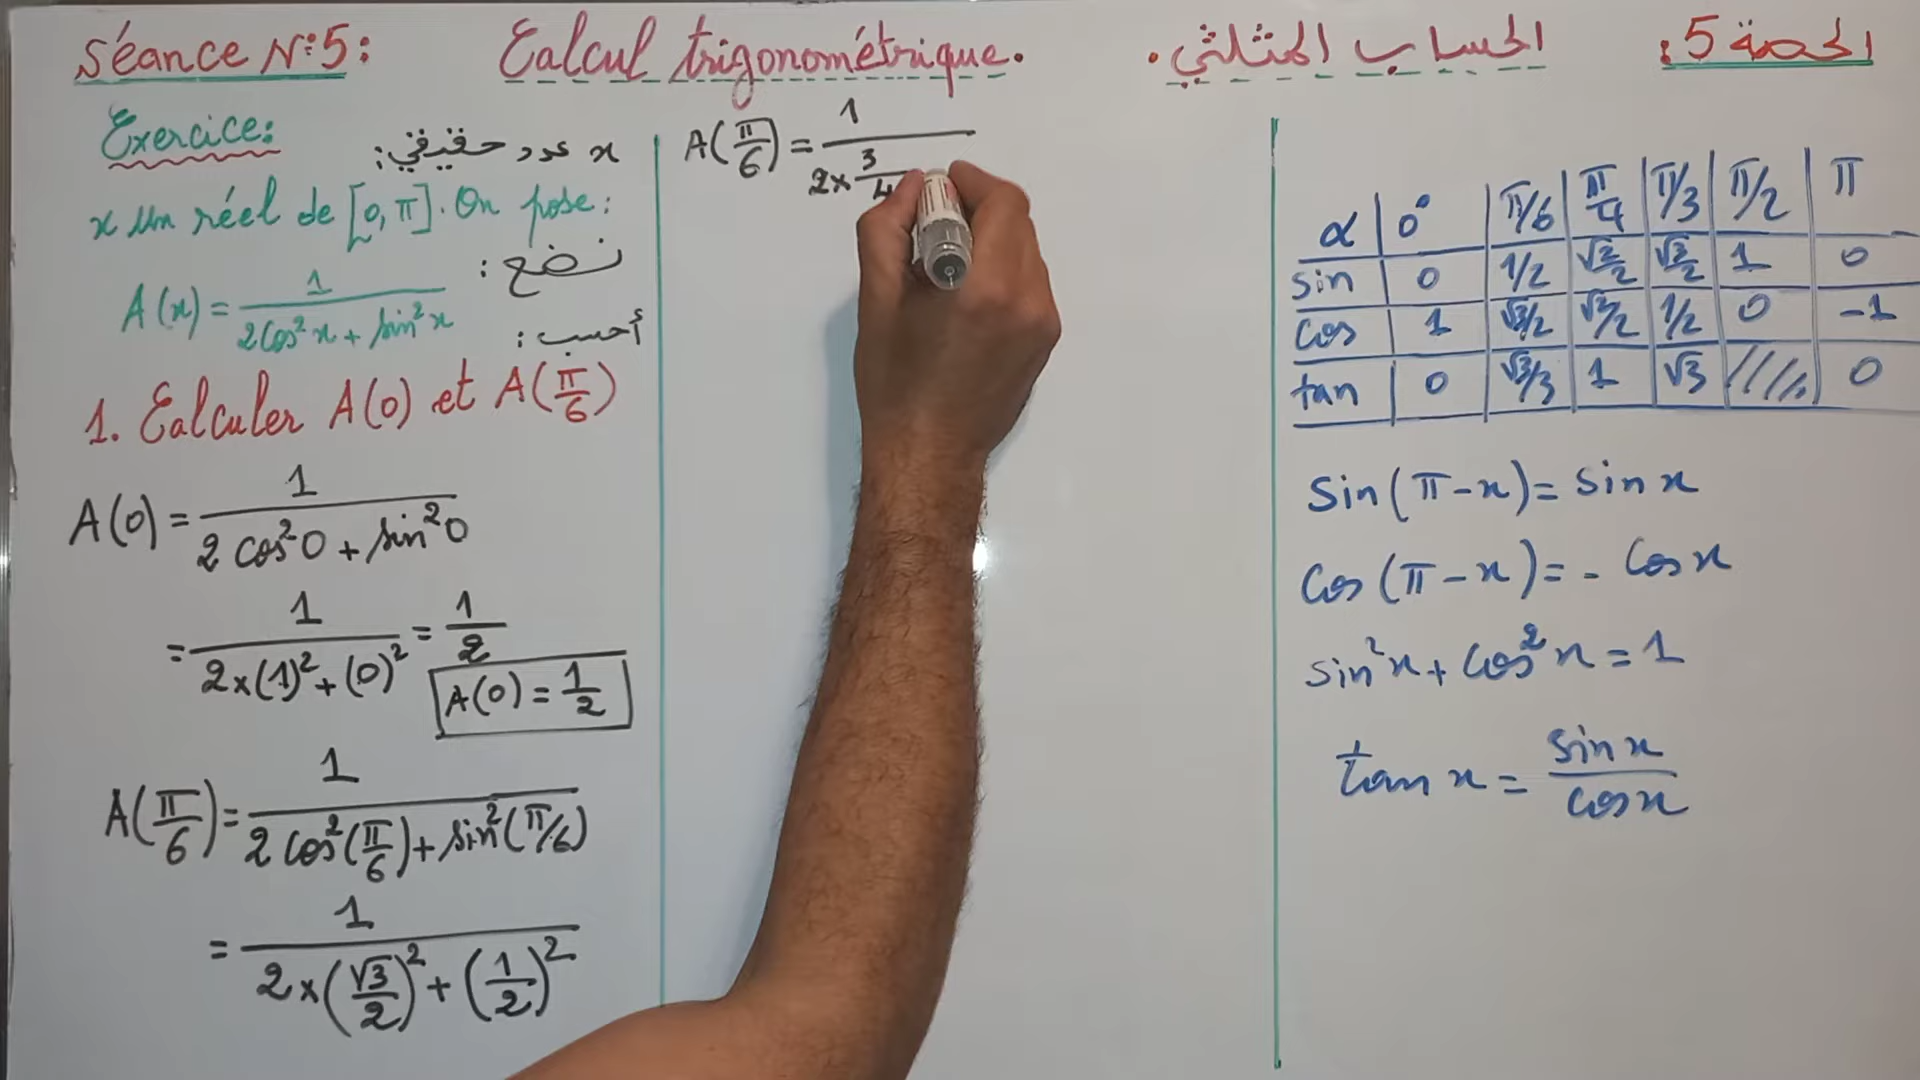 Séance N°5: Calcul trigonométrique. الحساب المثلثي. الحصة 5:
Exercice:
x عدد حقيقي:
x un réel de [0, π]. On pose:
نضع:
A(x) = 1 / (2cos²x + sin²x)
أحسب:
1. Calculer A(0) et A(π/6)
A(0) = 1 / (2 cos²0 + sin²0)
= 1 / (2×(1)²+(0)²) = 1/2
A(0) = 1/2
A(π/6) = 1 / (2 cos²(π/6) + sin²(π/6))
= 1 / (2×(√3/2)² + (1/2)²)
A(π/6) = 1 / (2× 3/4
α | 0° | π/6 | π/4 | π/3 | π/2 | π
sin | 0 | 1/2 | √2/2 | √3/2 | 1 | 0
cos | 1 | √3/2 | √2/2 | 1/2 | 0 | -1
tan | 0 | √3/3 | 1 | √3 | //// | 0
sin(π-x) = sin x
cos(π-x) = - cos x
sin²x + cos²x = 1
tan x = sin x / cos x